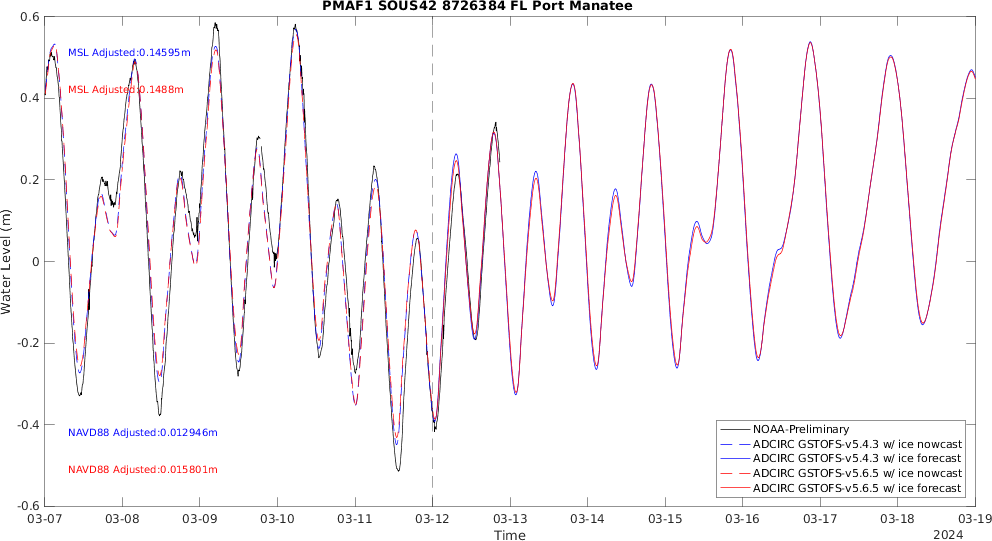 PMAF1 SOUS42 8726384 FL Port Manatee
0.6
0.4
0.2
0
-0.2
-0.4
-0.6
Water Level (m)
MSL Adjusted:0.14595m
MSL Adjusted:0.1488m
NAVD88 Adjusted:0.012946m
NAVD88 Adjusted:0.015801m
NOAA-Preliminary
ADCIRC GSTOFS-v5.4.3 w/ ice nowcast
ADCIRC GSTOFS-v5.4.3 w/ ice forecast
ADCIRC GSTOFS-v5.6.5 w/ ice nowcast
ADCIRC GSTOFS-v5.6.5 w/ ice forecast
03-07 03-08 03-09 03-10 03-11 03-12 03-13 03-14 03-15 03-16 03-17 03-18 03-19
Time
2024